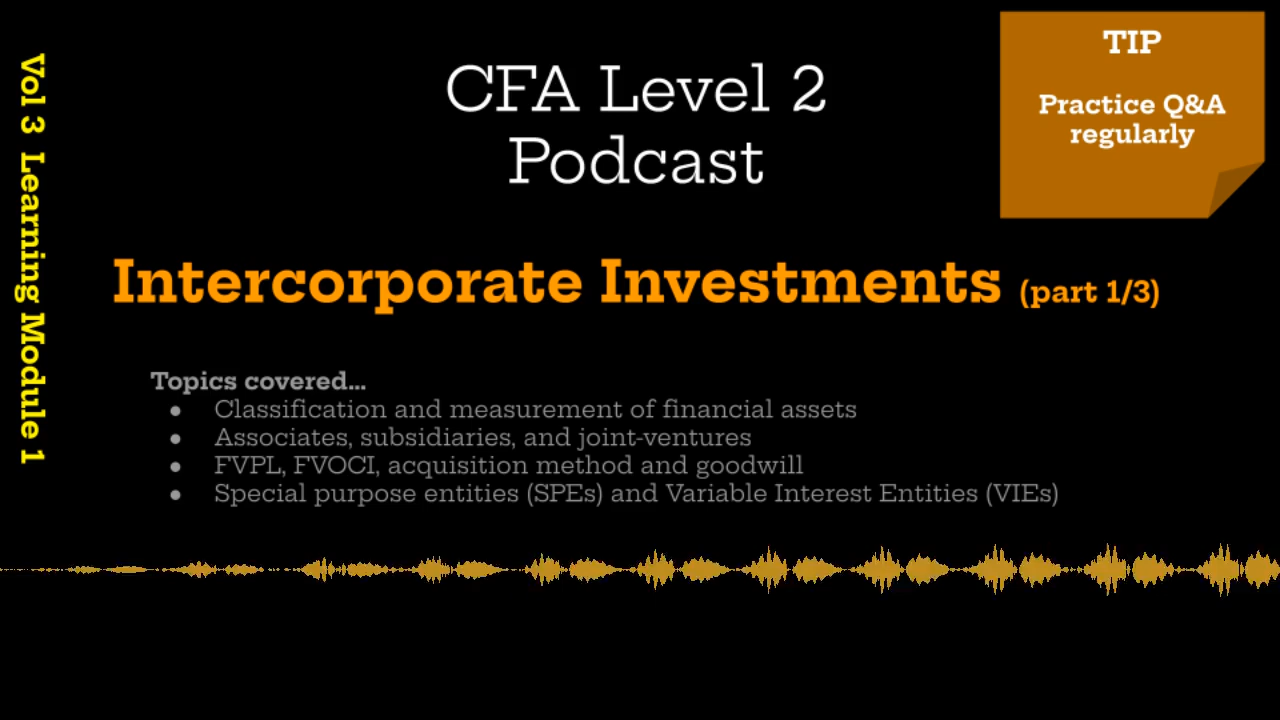 Vol 3 Learning Module 1
CFA Level 2
Podcast
TIP
Practice Q&A
regularly
Intercorporate Investments (part 1/3)
Topics covered...
● Classification and measurement of financial assets
● Associates, subsidiaries, and joint-ventures
● FVPL, FVOCI, acquisition method and goodwill
● Special purpose entities (SPEs) and Variable Interest Entities (VIEs)